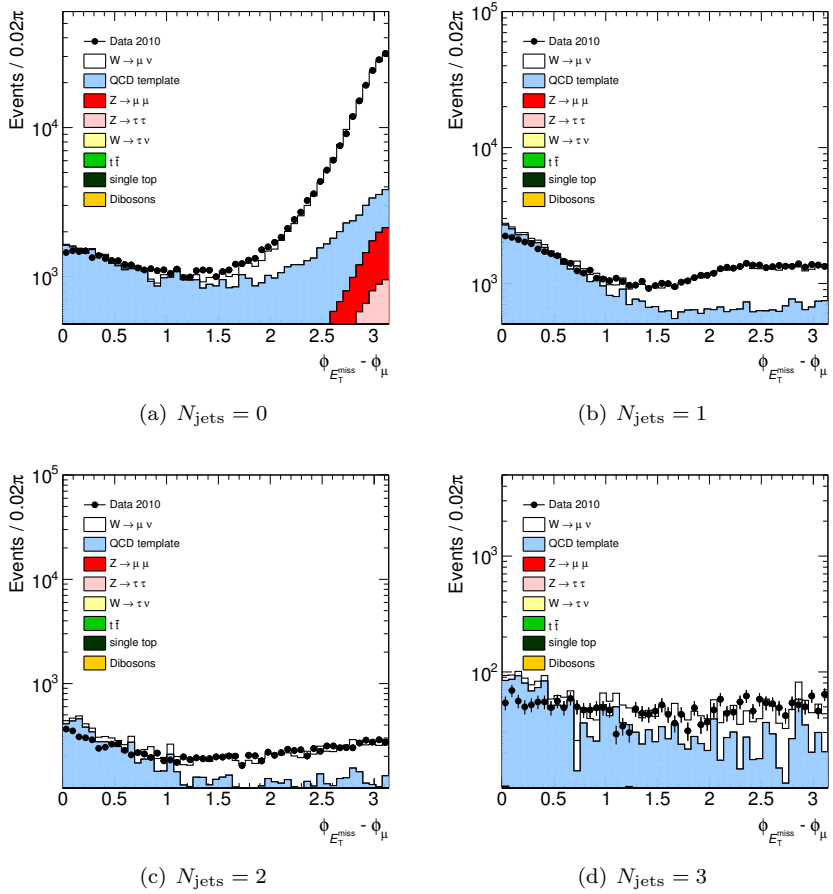 Events / 0.02π
10⁴
10³
Data 2010
W → μ ν
QCD template
Z → μ μ
Z → τ τ
W → τ ν
t t̄
single top
Dibosons
0 0.5 1 1.5 2 2.5 3
ϕ_{E_T^{miss}} - ϕ_μ
(a) N_jets = 0
Events / 0.02π
10⁵
10⁴
10³
Data 2010
W → μ ν
QCD template
Z → μ μ
Z → τ τ
W → τ ν
t t̄
single top
Dibosons
0 0.5 1 1.5 2 2.5 3
ϕ_{E_T^{miss}} - ϕ_μ
(b) N_jets = 1
Events / 0.02π
10⁵
10⁴
10³
Data 2010
W → μ ν
QCD template
Z → μ μ
Z → τ τ
W → τ ν
t t̄
single top
Dibosons
0 0.5 1 1.5 2 2.5 3
ϕ_{E_T^{miss}} - ϕ_μ
(c) N_jets = 2
Events / 0.02π
10³
10²
Data 2010
W → μ ν
QCD template
Z → μ μ
Z → τ τ
W → τ ν
t t̄
single top
Dibosons
0 0.5 1 1.5 2 2.5 3
ϕ_{E_T^{miss}} - ϕ_μ
(d) N_jets = 3